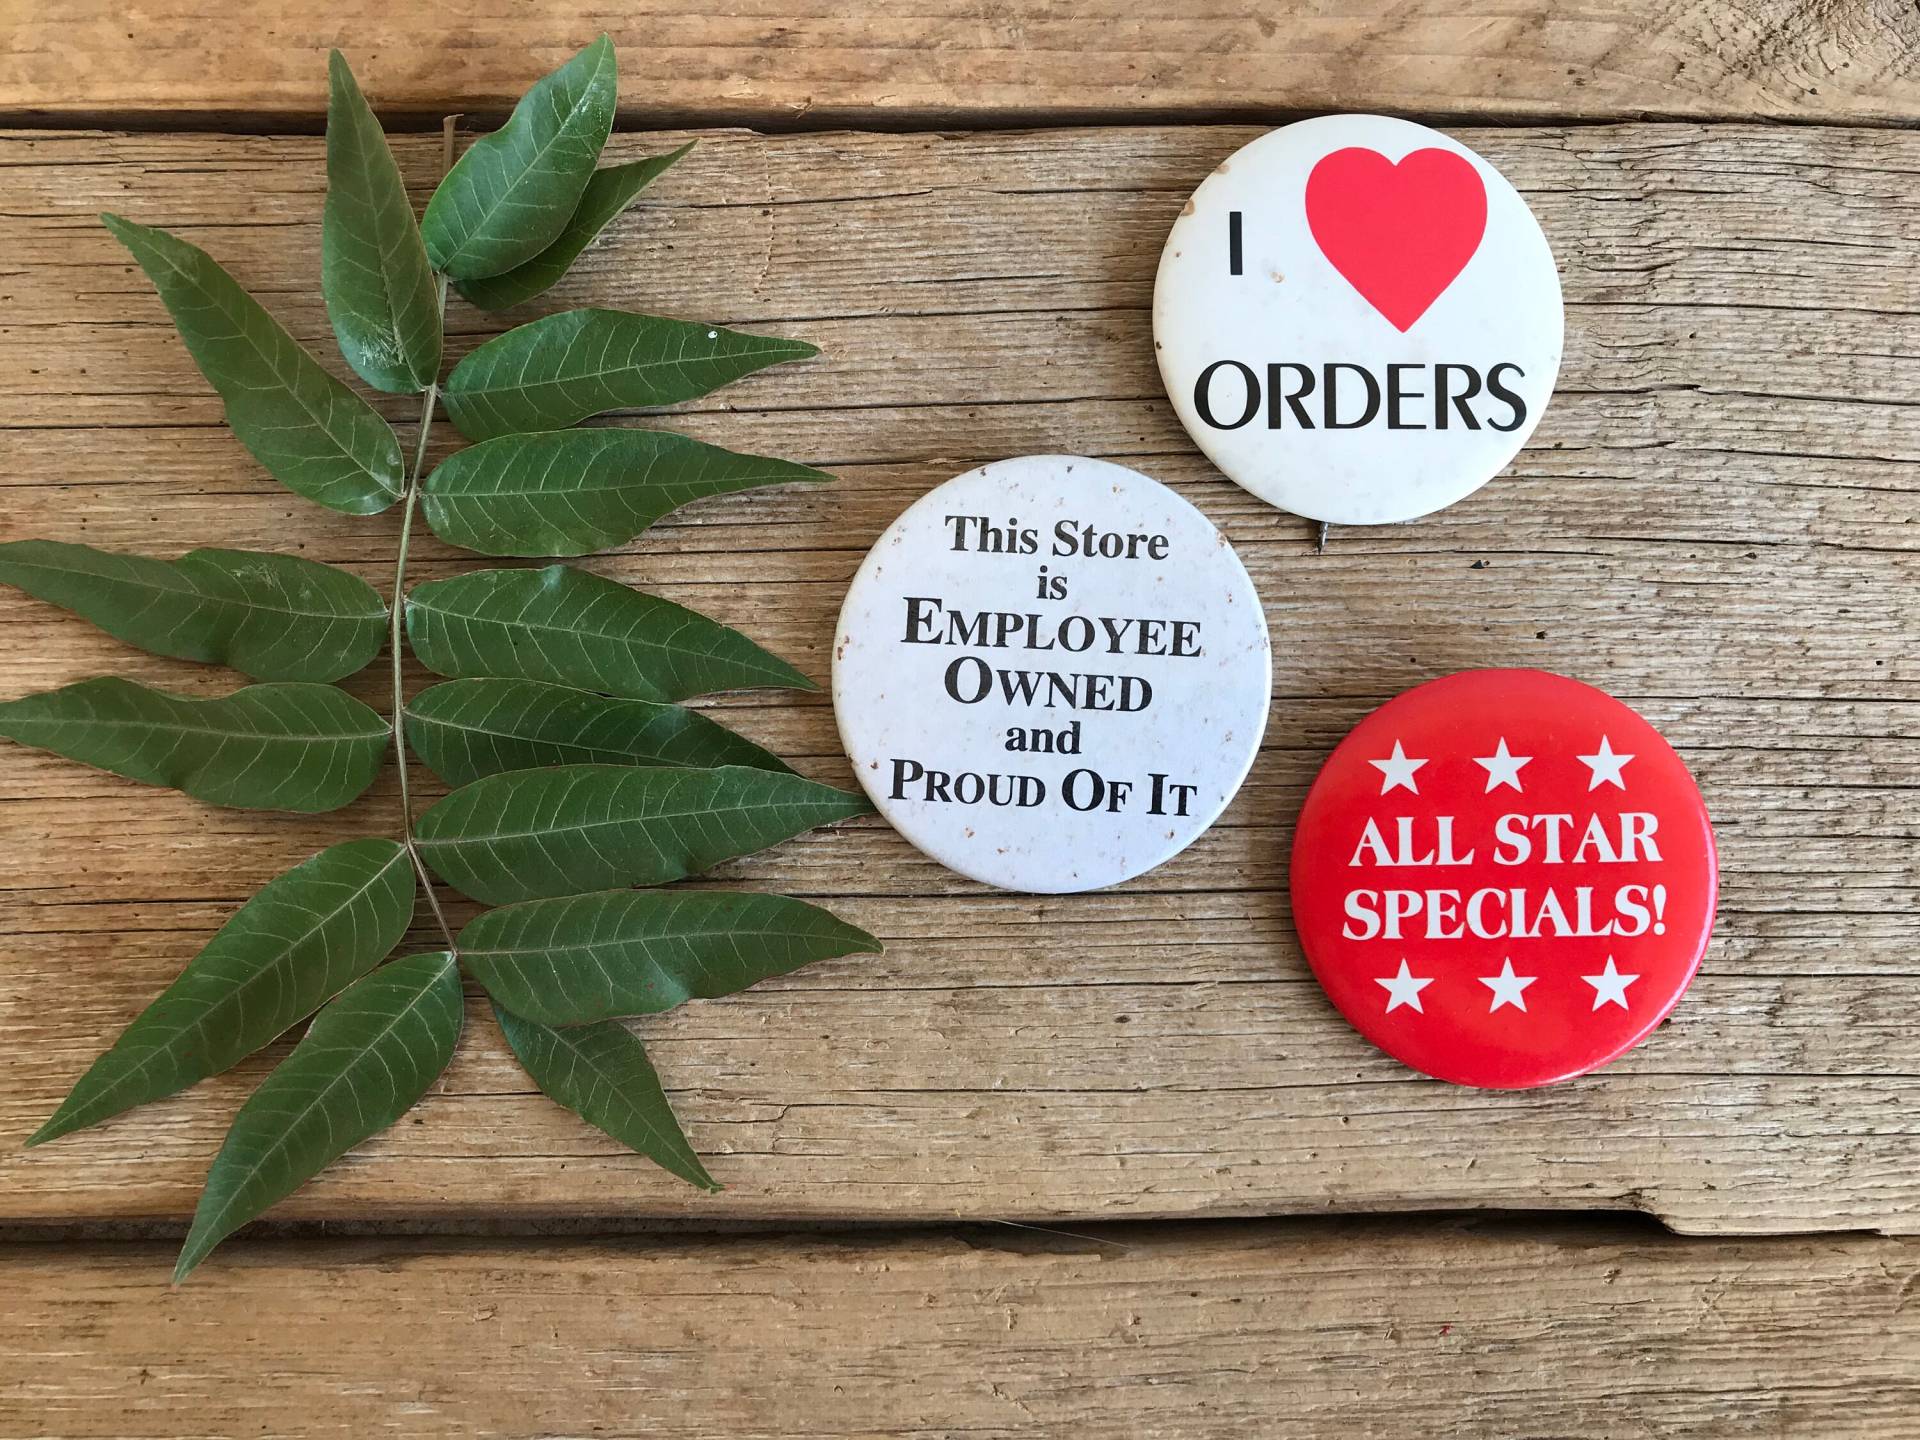 I
ORDERS
This Store
is
EMPLOYEE
OWNED
and
PROUD OF IT
ALL STAR
SPECIALS!